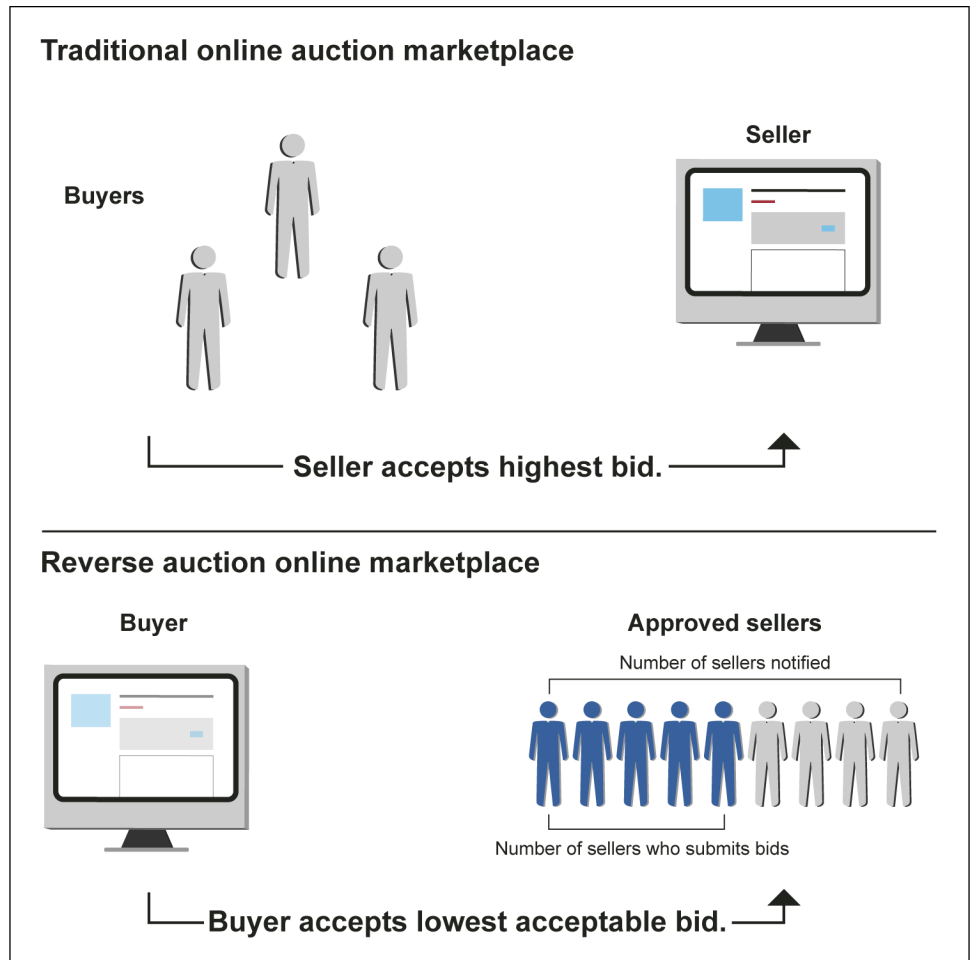 Traditional online auction marketplace
Seller
Buyers
Seller accepts highest bid.
Reverse auction online marketplace
Buyer
Approved sellers
Number of sellers notified
Number of sellers who submits bids
Buyer accepts lowest acceptable bid.